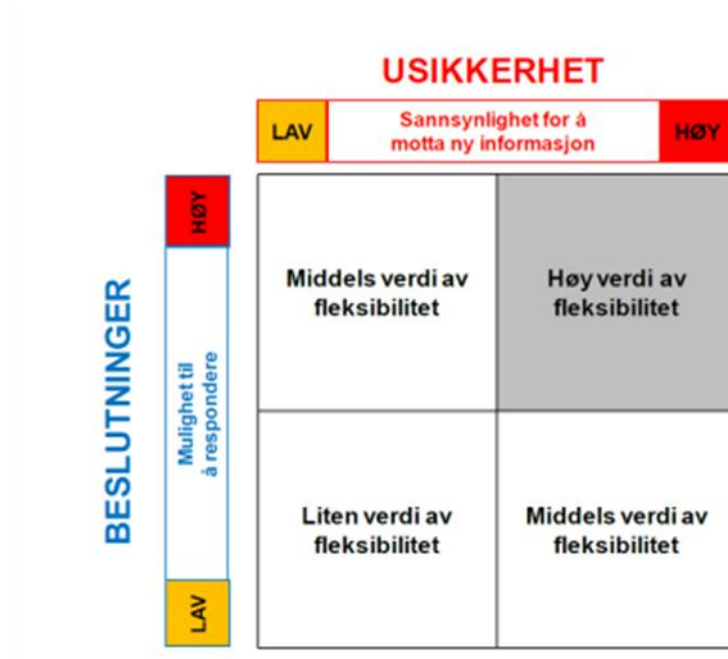 USIKKERHET
LAV
Sannsynlighet for å
motta ny informasjon
HØY
BESLUTNINGER
HØY
Mulighet til
å respondere
LAV
Middels verdi av
fleksibilitet
Høy verdi av
fleksibilitet
Liten verdi av
fleksibilitet
Middels verdi av
fleksibilitet